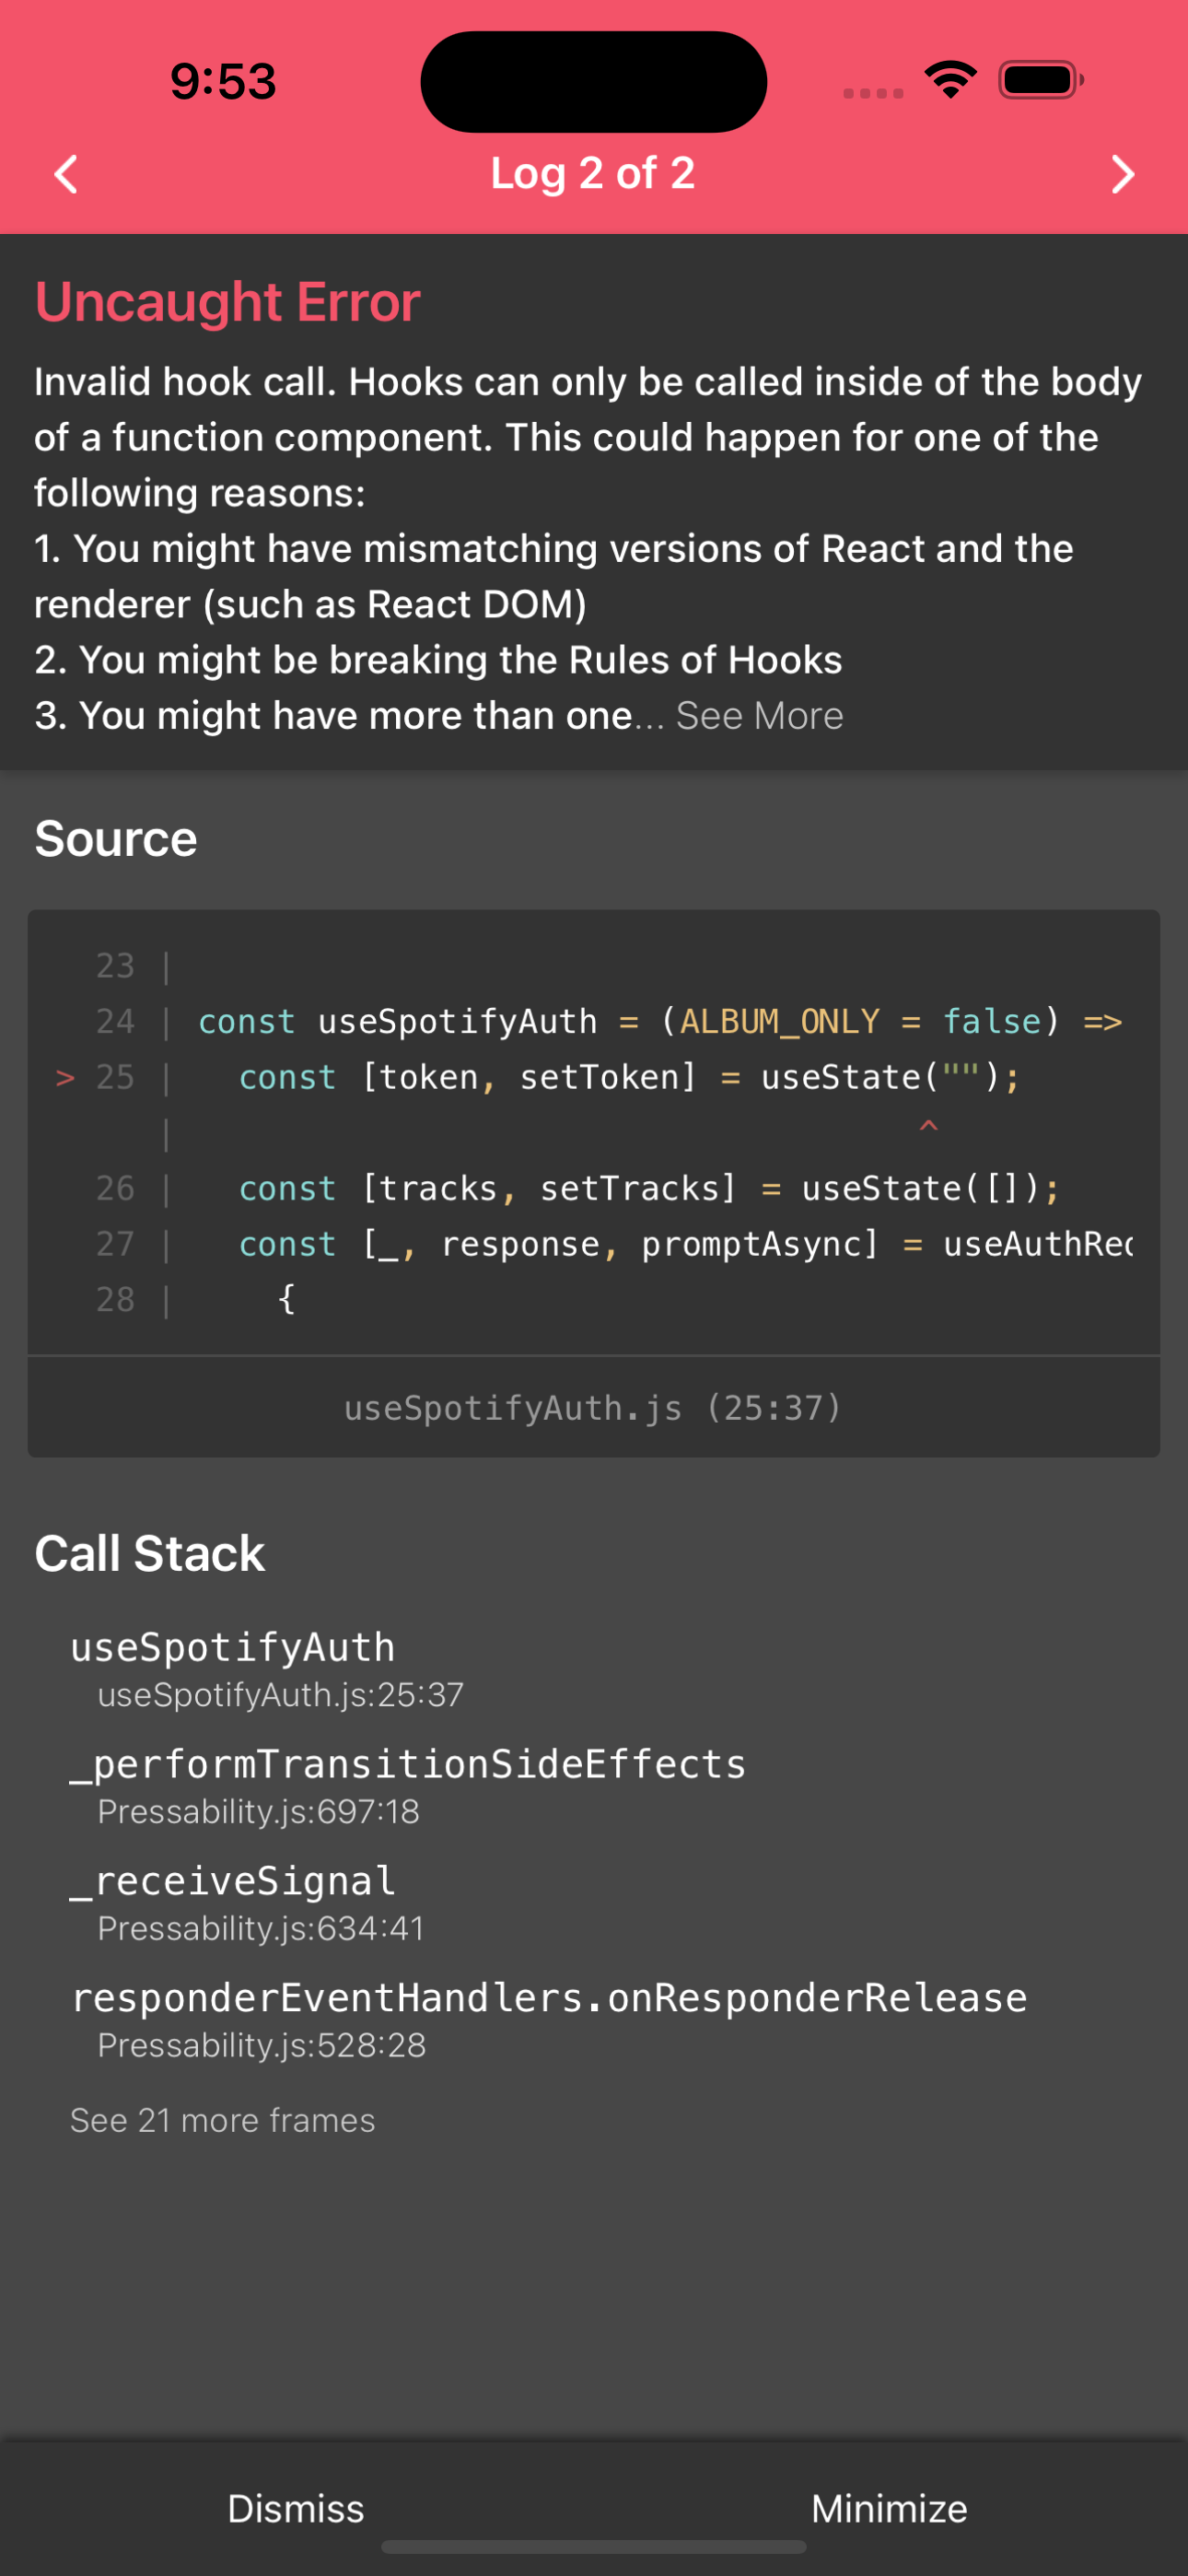 9:53
Log 2 of 2
Uncaught Error
Invalid hook call. Hooks can only be called inside of the body
of a function component. This could happen for one of the
following reasons:
1. You might have mismatching versions of React and the
renderer (such as React DOM)
2. You might be breaking the Rules of Hooks
3. You might have more than one... See More
Source
23 |
24 | const useSpotifyAuth = (ALBUM_ONLY = false) =>
> 25 |   const [token, setToken] = useState("");
|                                     ^
26 |   const [tracks, setTracks] = useState([]);
27 |   const [_, response, promptAsync] = useAuthRec
28 |     {
useSpotifyAuth.js (25:37)
Call Stack
useSpotifyAuth
useSpotifyAuth.js:25:37
_performTransitionSideEffects
Pressability.js:697:18
_receiveSignal
Pressability.js:634:41
responderEventHandlers.onResponderRelease
Pressability.js:528:28
See 21 more frames
Dismiss
Minimize